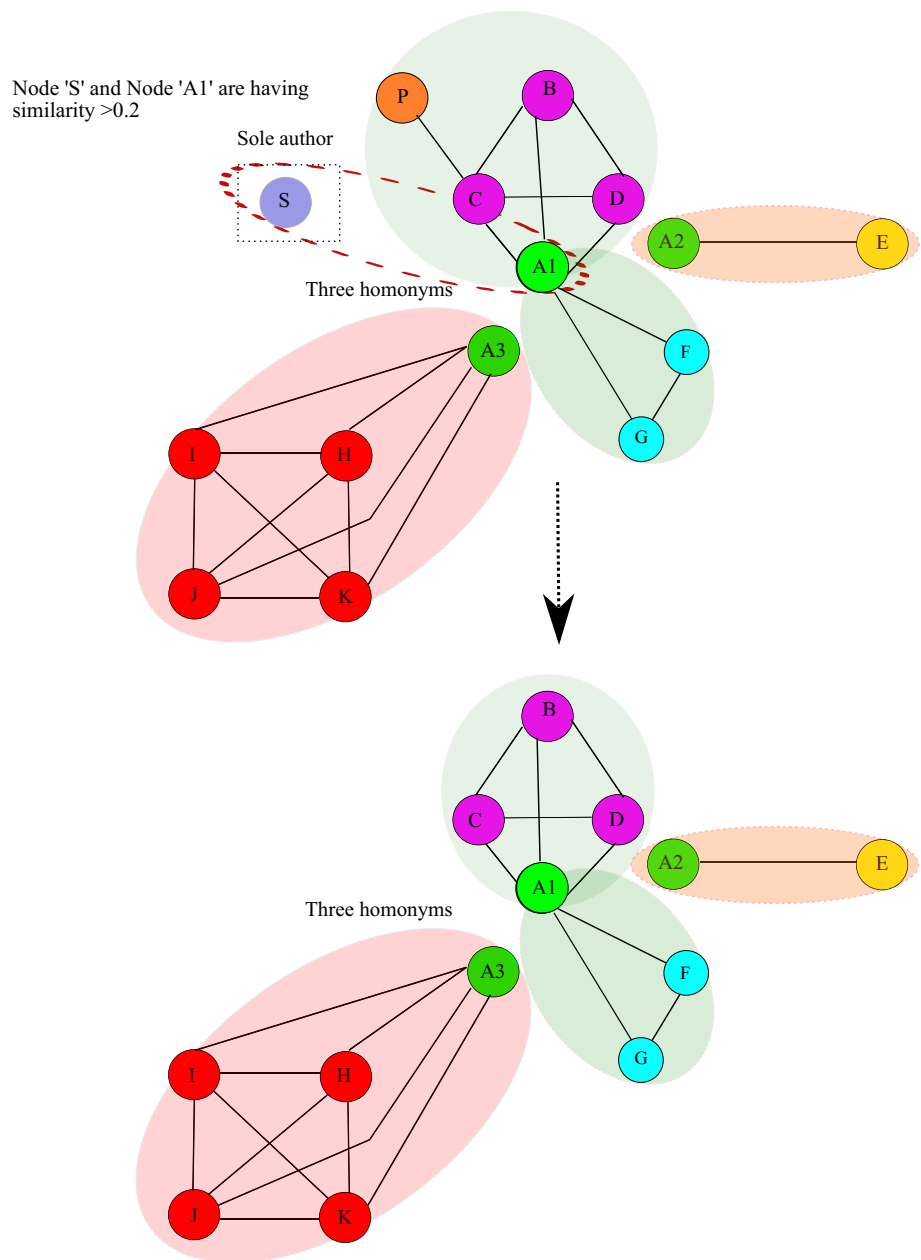 Node 'S' and Node 'A1' are having
similarity >0.2
Sole author
P
B
S
C
D
A2
E
A1
Three homonyms
A3
F
G
I
H
J
K
B
C
D
A2
E
A1
Three homonyms
A3
F
G
I
H
J
K